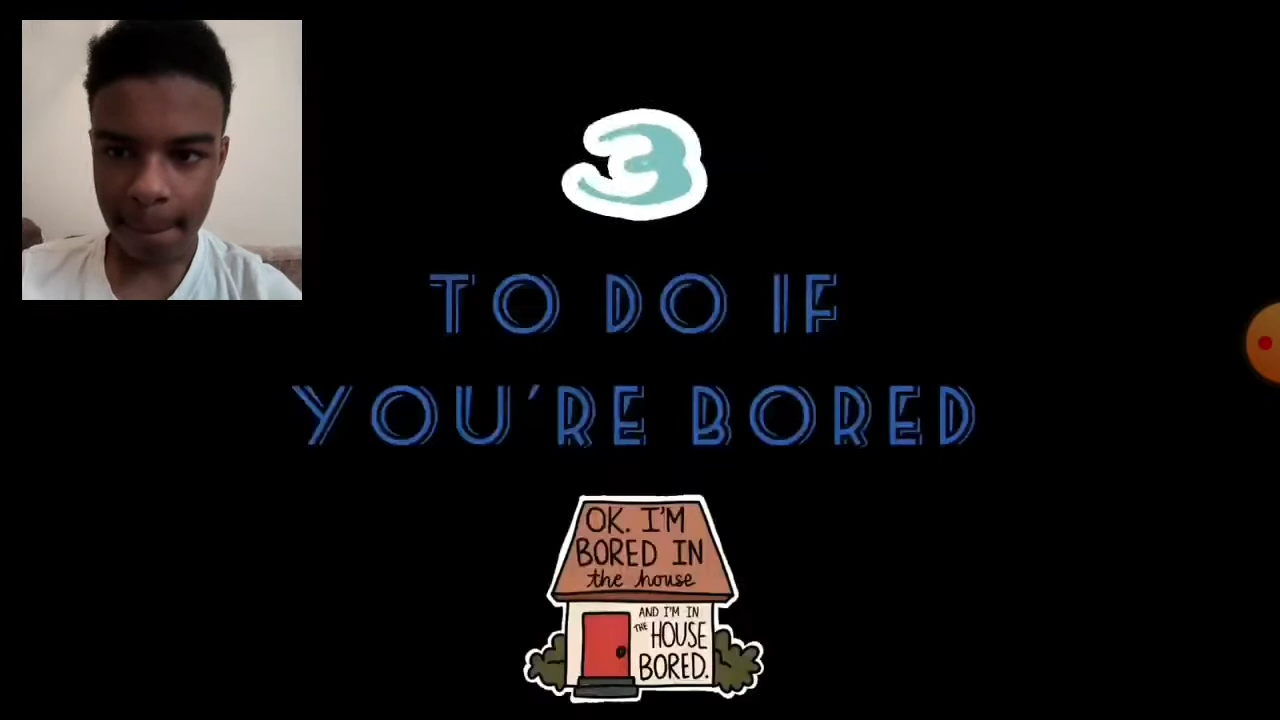 3
TO DO IF
YOU'RE BORED
OK. I'M
BORED IN
the house
AND I'M IN
THE HOUSE
BORED.